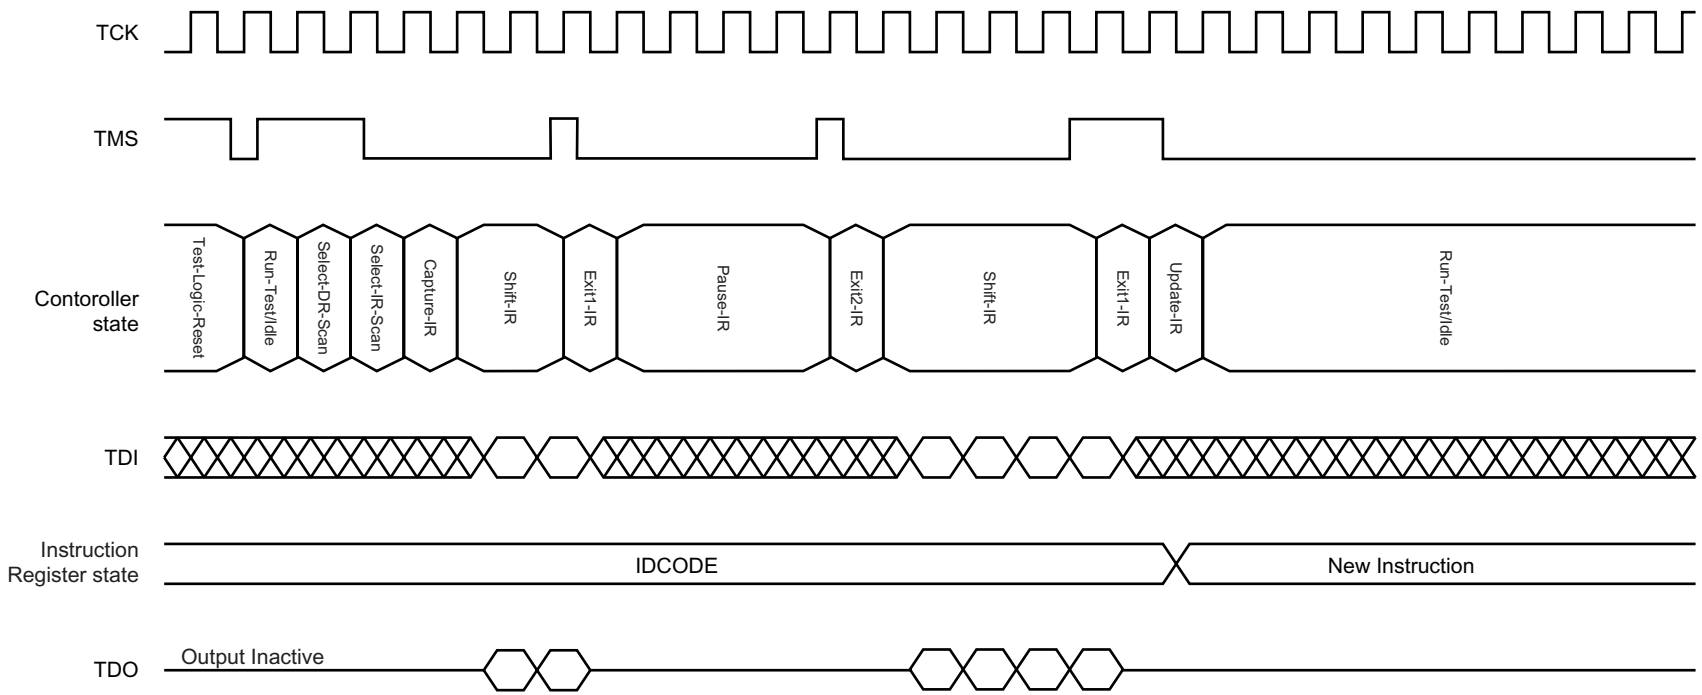 TCK
TMS
Contoroller
state
Test-Logic-Reset
Run-Test/Idle
Select-DR-Scan
Select-IR-Scan
Capture-IR
Shift-IR
Exit1-IR
Pause-IR
Exit2-IR
Shift-IR
Exit1-IR
Update-IR
Run-Test/Idle
TDI
Instruction
Register state
IDCODE
New Instruction
TDO
Output Inactive